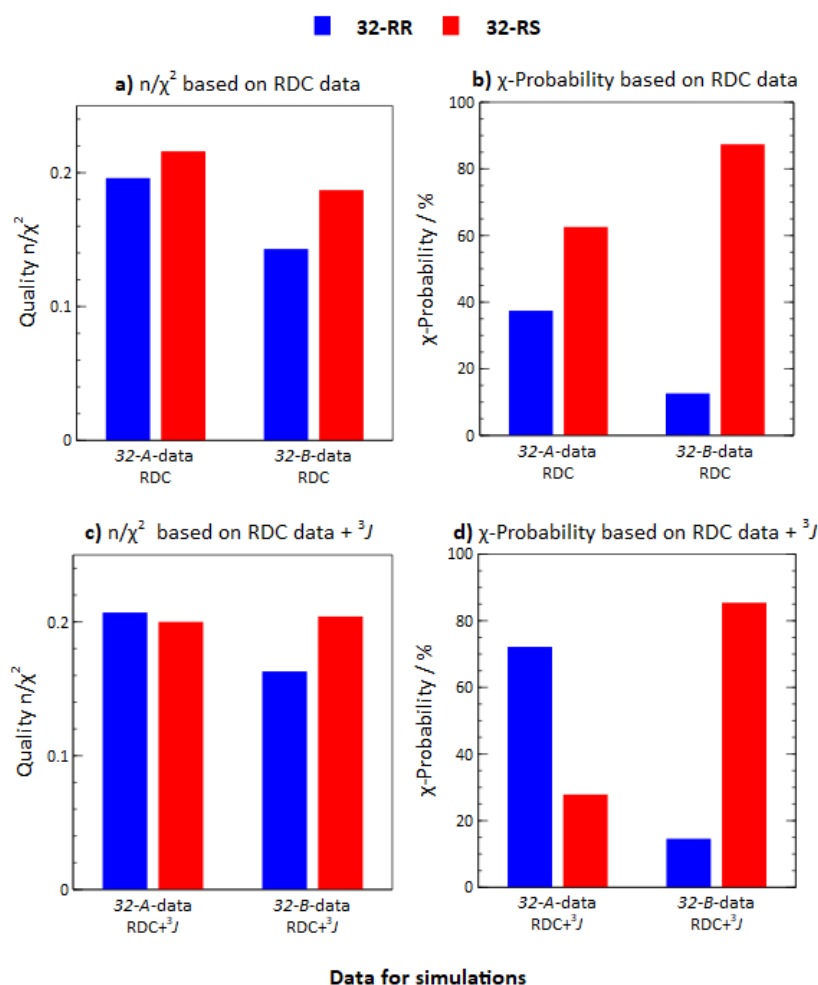 32-RR 32-RS
a) n/χ² based on RDC data
Quality n/χ²
0.2
0.1
0
32-A-data 32-B-data
RDC RDC
b) χ-Probability based on RDC data
χ-Probability / %
100
80
60
40
20
0
32-A-data 32-B-data
RDC RDC
c) n/χ² based on RDC data + ³J
Quality n/χ²
0.2
0.1
0
32-A-data 32-B-data
RDC+³J RDC+³J
d) χ-Probability based on RDC data + ³J
χ-Probability / %
100
80
60
40
20
0
32-A-data 32-B-data
RDC+³J RDC+³J
Data for simulations